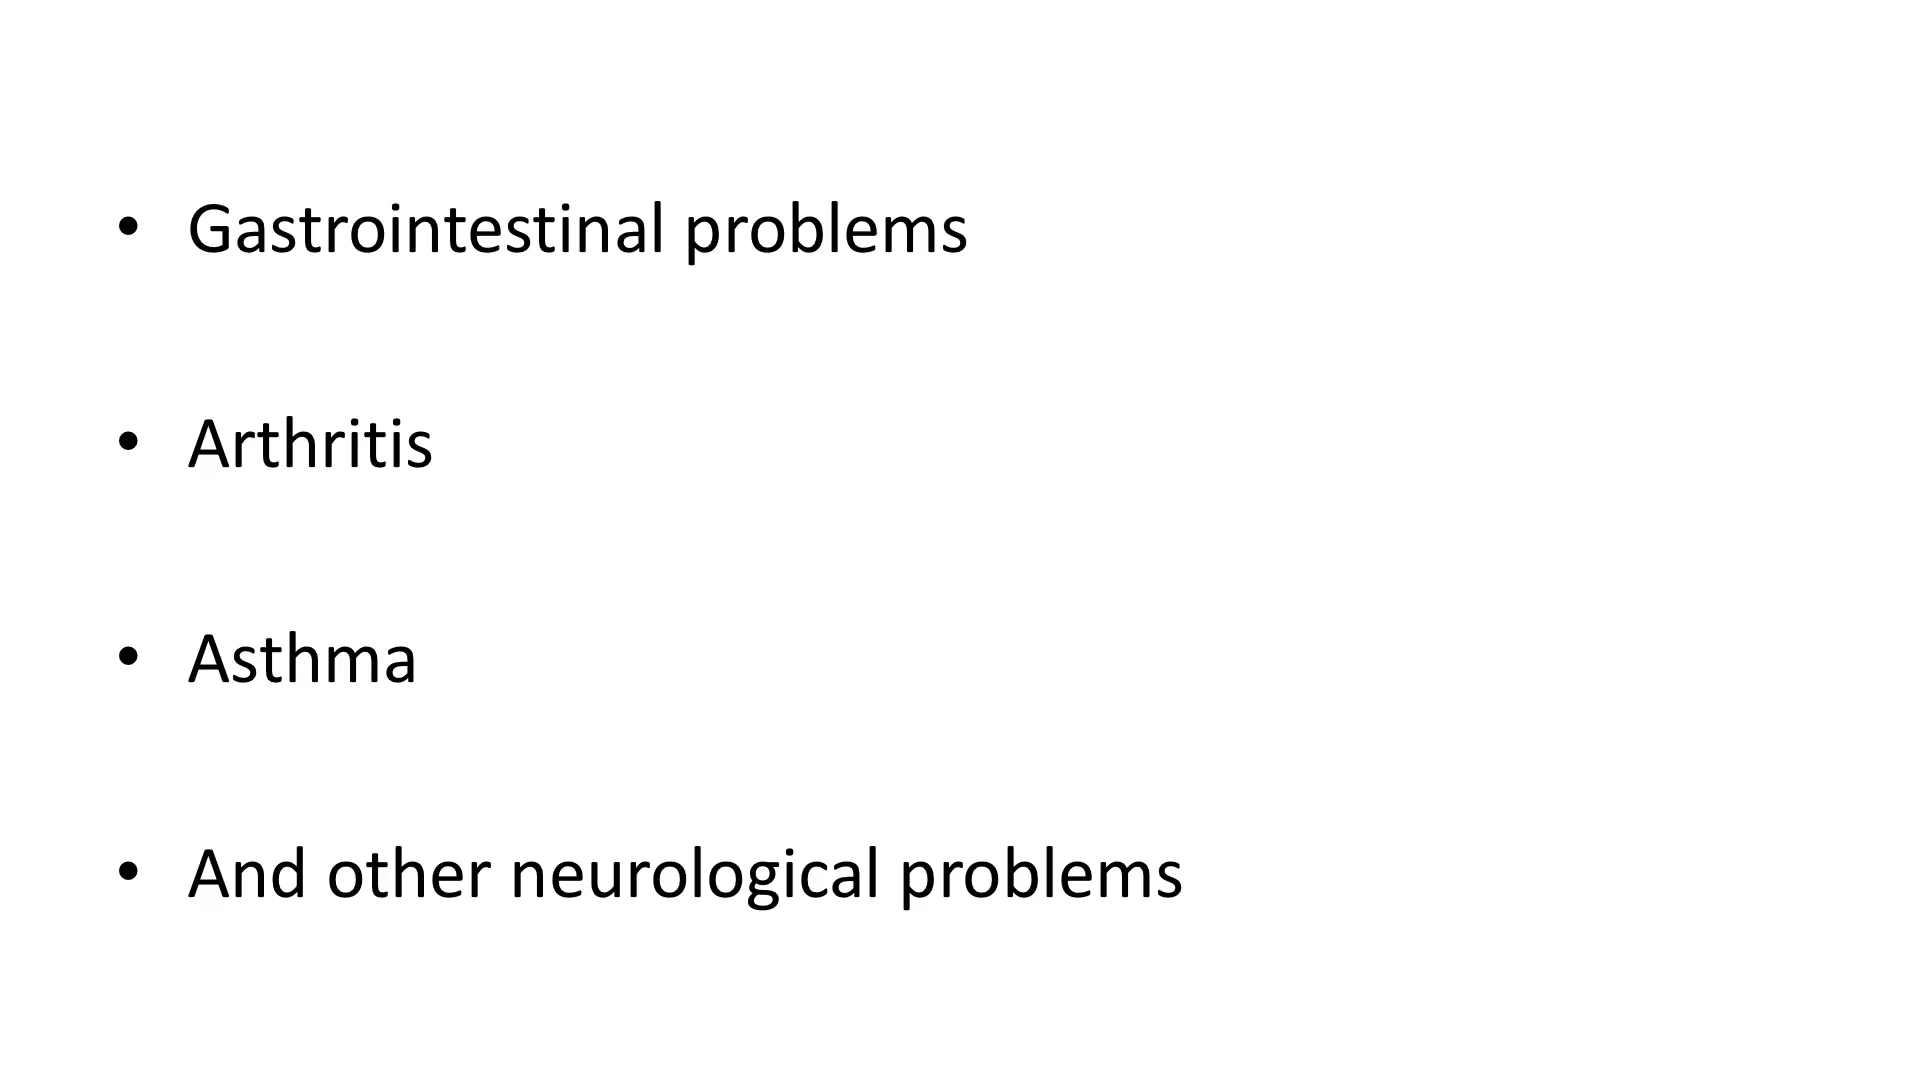 • Gastrointestinal problems
• Arthritis
• Asthma
• And other neurological problems